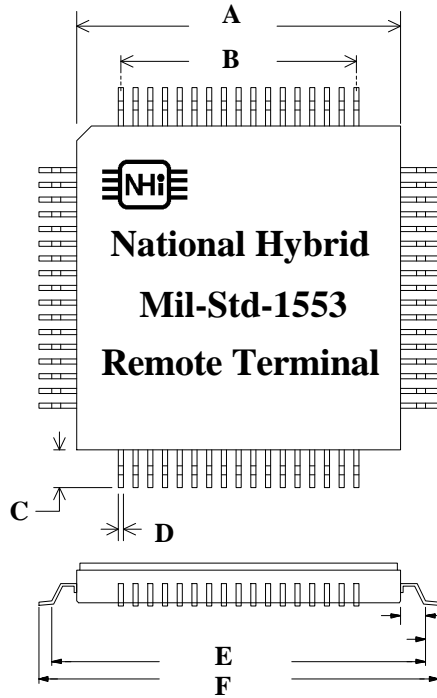 A
B
NHi
National Hybrid
Mil-Std-1553
Remote Terminal
C
D
E
F